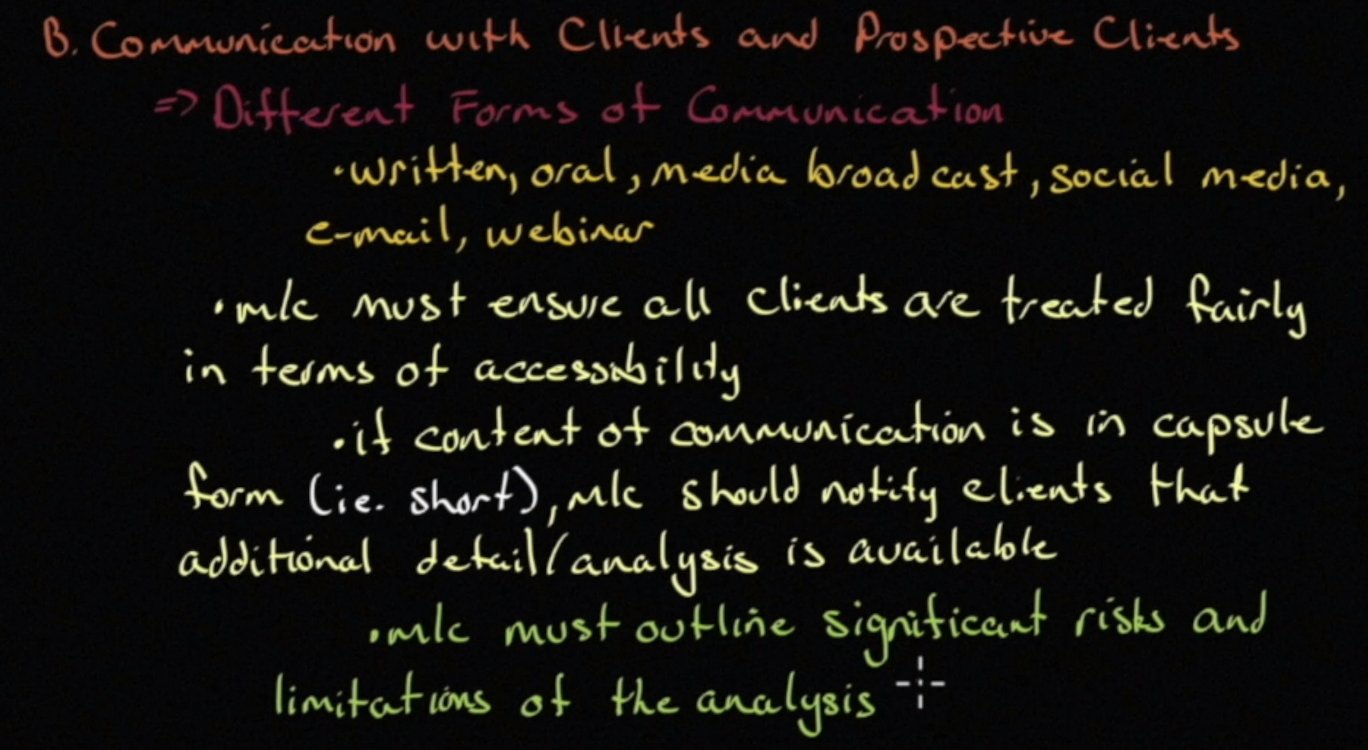 B. Communication with Clients and Prospective Clients
=> Different Forms of Communication
• written, oral, media broadcast, social media,
e-mail, webinar
• m/c must ensure all clients are treated fairly
in terms of accessibility
• if content of communication is in capsule
form (ie. short), m/c should notify clients that
additional detail/analysis is available
• m/c must outline significant risks and
limitations of the analysis